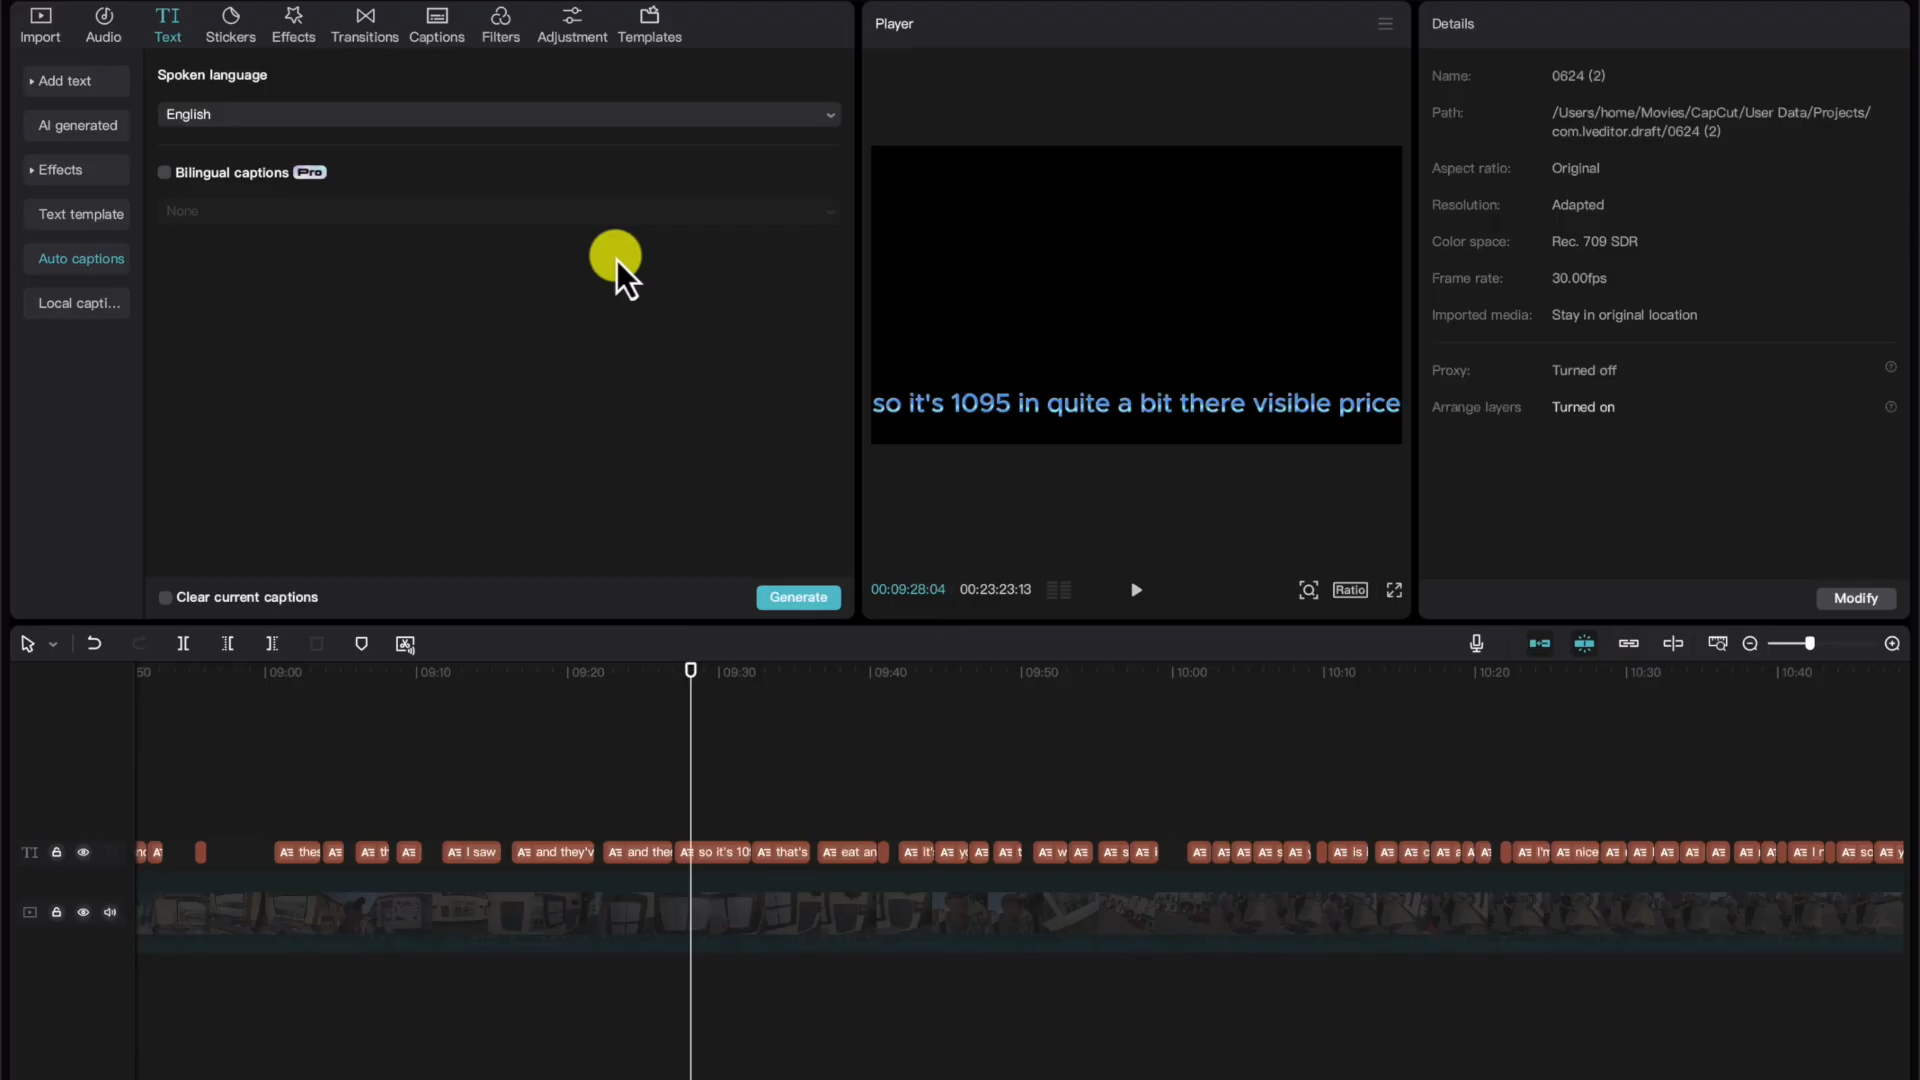 Import Audio Text Stickers Effects Transitions Captions Filters Adjustment Templates
Add text
AI generated
Effects
Text template
Auto captions
Local capti...
Spoken language
English
Bilingual captions Pro
None
Clear current captions
Generate
Player
so it's 1095 in quite a bit there visible price
00:09:28:04 00:23:23:13
Ratio
Details
Name: 0624 (2)
Path: /Users/home/Movies/CapCut/User Data/Projects/
com.lveditor.draft/0624 (2)
Aspect ratio: Original
Resolution: Adapted
Color space: Rec. 709 SDR
Frame rate: 30.00fps
Imported media: Stay in original location
Proxy: Turned off
Arrange layers Turned on
Modify
50 09:00 09:10 09:20 09:30 09:40 09:50 10:00 10:10 10:20 10:30 10:40
I saw and they'v and the so it's 10 that's eat an it' is i I'm nice so